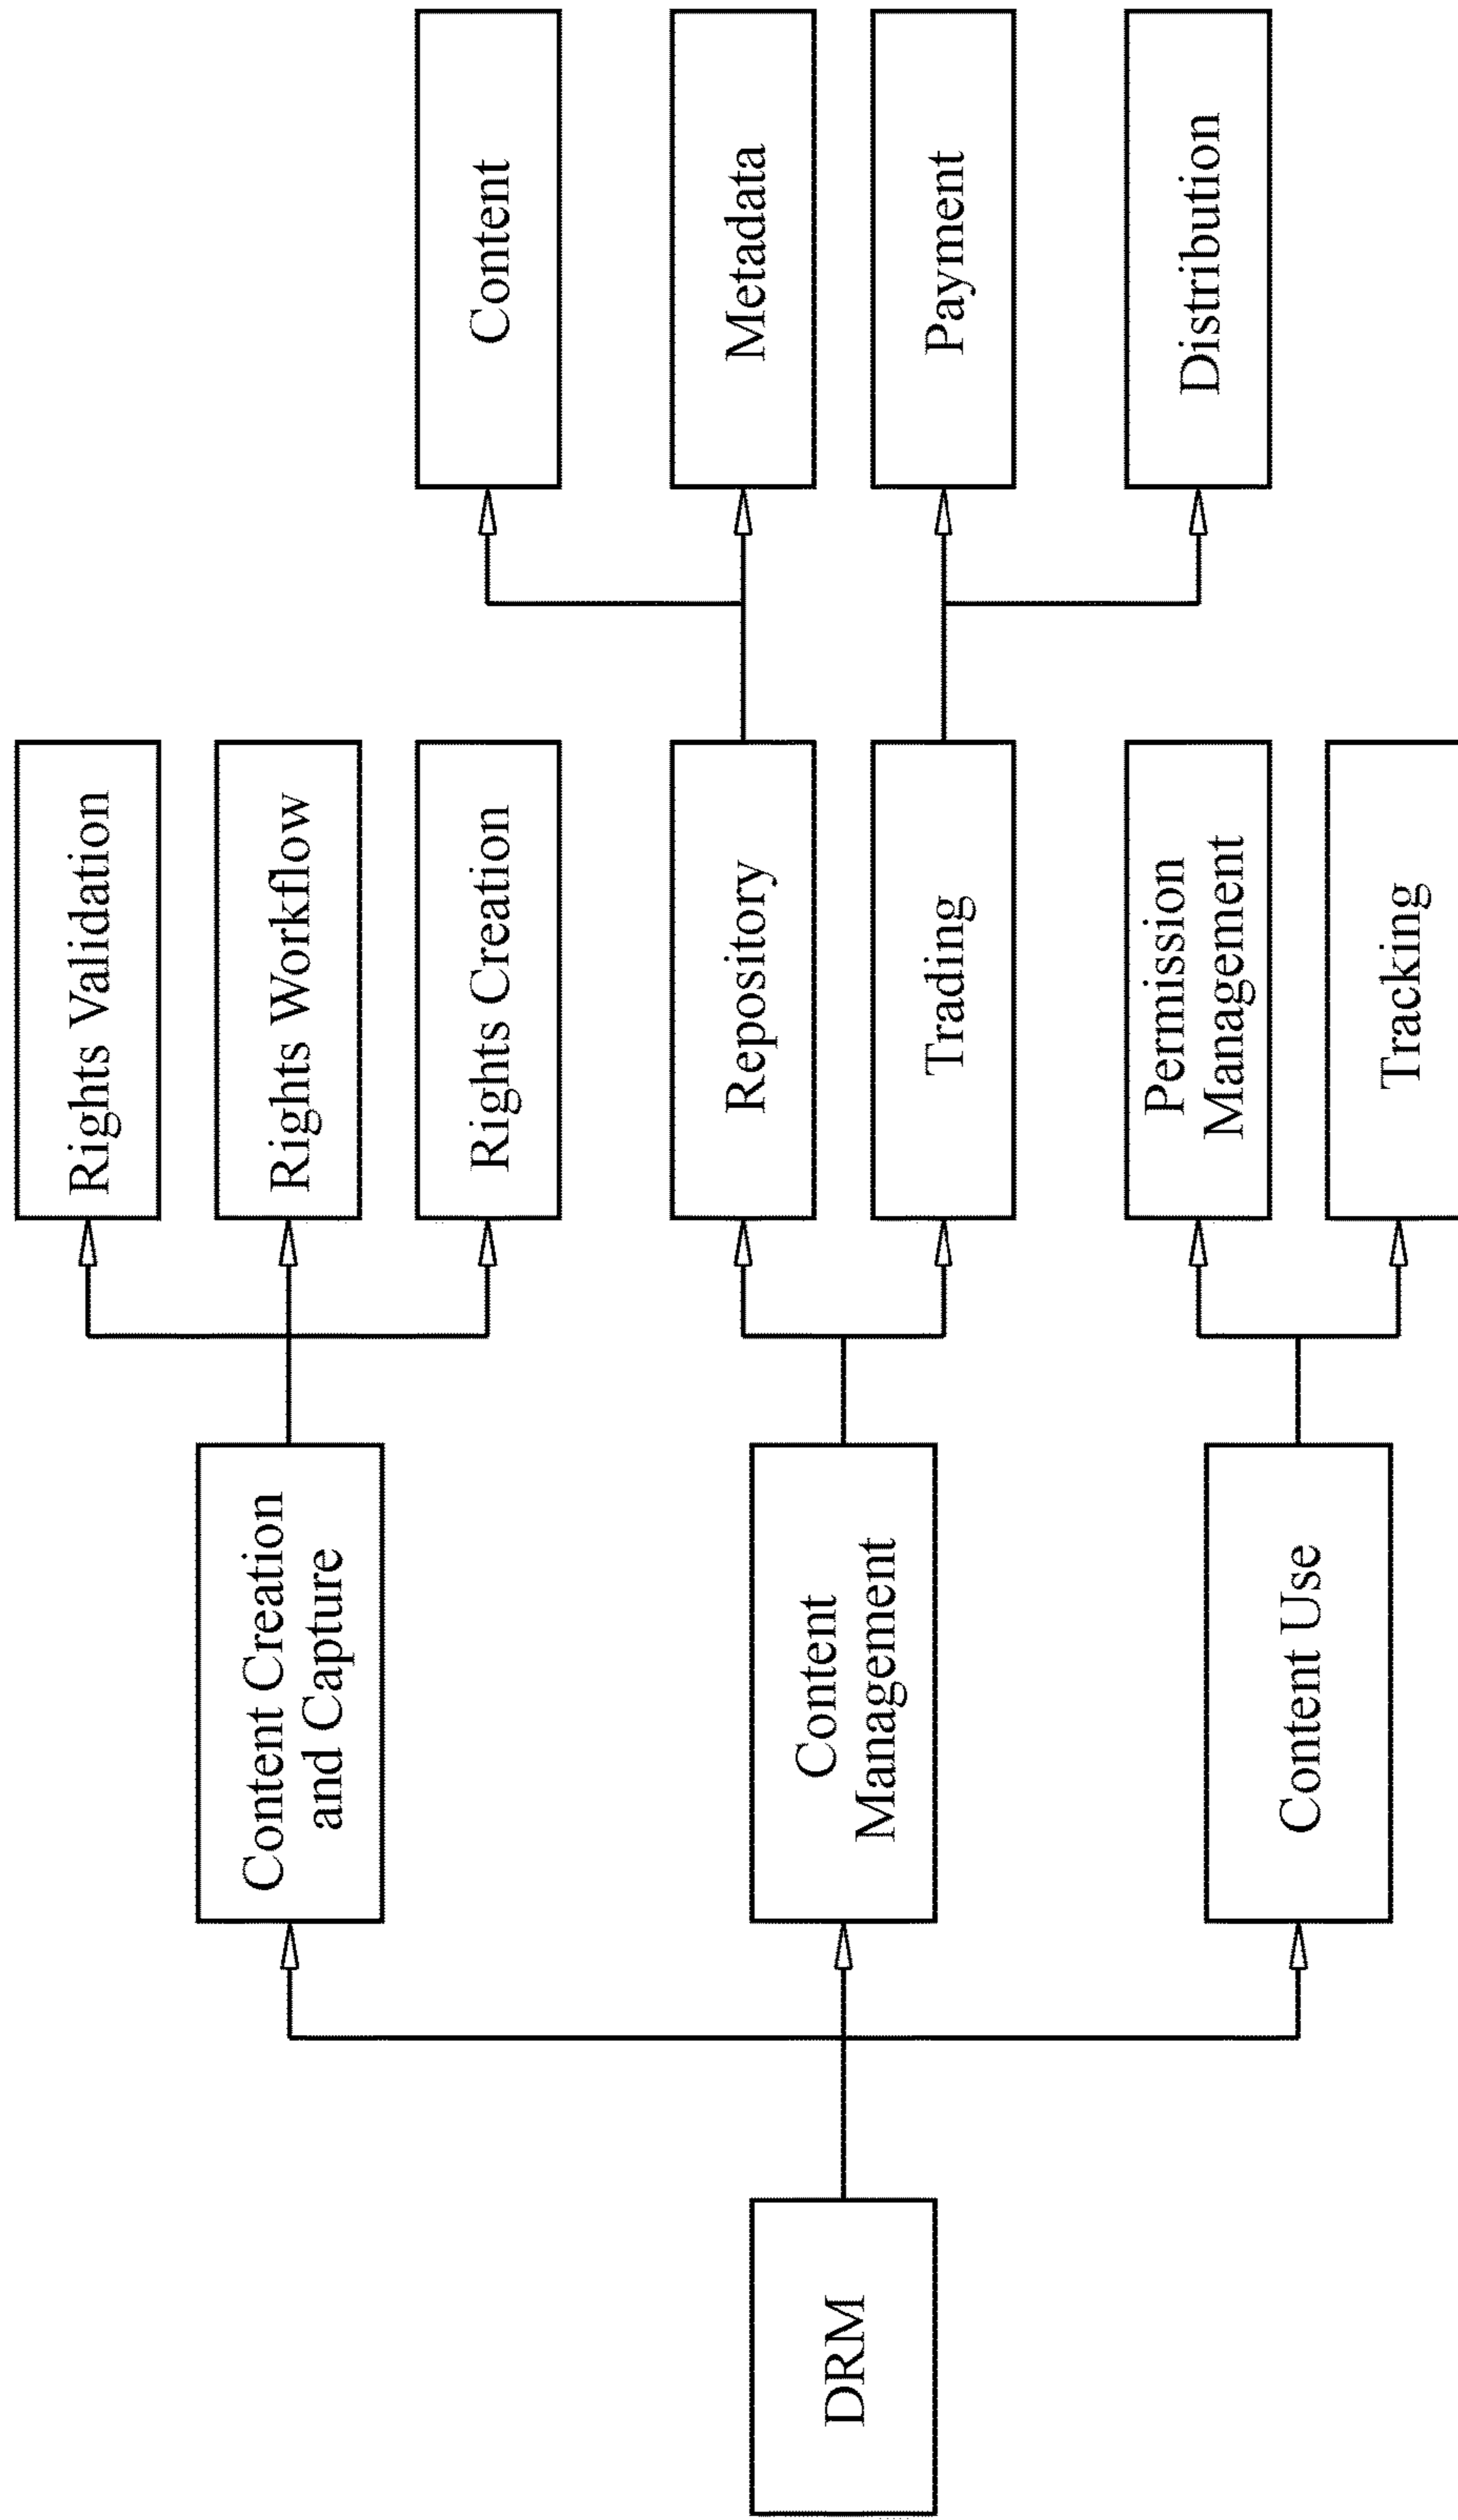 DRM
Content Creation
and Capture
Content
Management
Content Use
Rights Validation
Rights Workflow
Rights Creation
Repository
Trading
Permission
Management
Tracking
Content
Metadata
Payment
Distribution